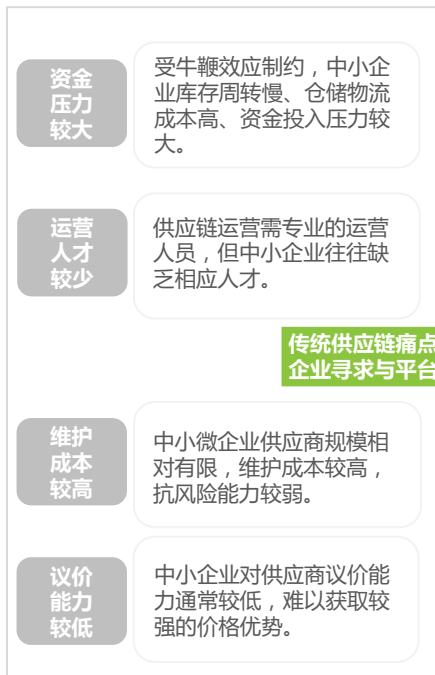 资金
压力
较大
受牛鞭效应制约，中小企
业库存周转慢、仓储物流
成本高、资金投入压力较
大。
运营
人才
较少
供应链运营需专业的运营
人员，但中小企业往往缺
乏相应人才。
传统供应链痛点
企业寻求与平台
维护
成本
较高
中小微企业供应商规模相
对有限，维护成本较高，
抗风险能力较弱。
议价
能力
较低
中小企业对供应商议价能
力通常较低，难以获取较
强的价格优势。